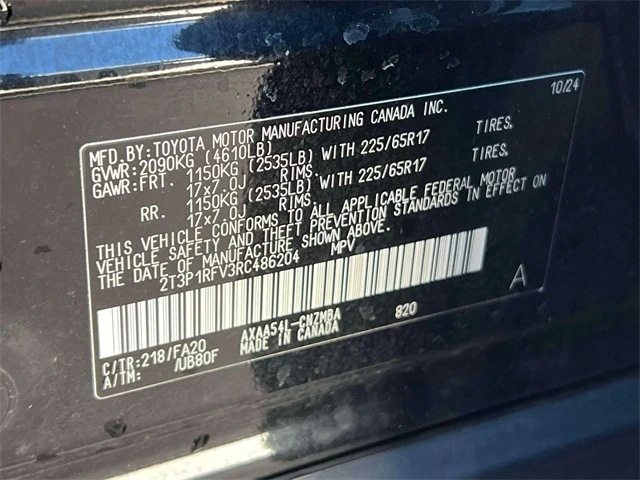 10/24
MFD.BY:TOYOTA MOTOR MANUFACTURING CANADA INC.
GVWR:2090KG (4610LB)
GAWR:FRT. 1150KG (2535LB) WITH 225/65R17 TIRES,
17x7.0J RIMS,
RR. 1150KG (2535LB) WITH 225/65R17 TIRES,
17x7.0J RIMS,
THIS VEHICLE CONFORMS TO ALL APPLICABLE FEDERAL MOTOR
VEHICLE SAFETY AND THEFT PREVENTION STANDARDS IN EFFECT ON
THE DATE OF MANUFACTURE SHOWN ABOVE.
2T3P1RFV3RC486204 MPV
A
C/TR:218/FA20 AXAA54L-CNZMBA 820
A/TM: /UB80F MADE IN CANADA